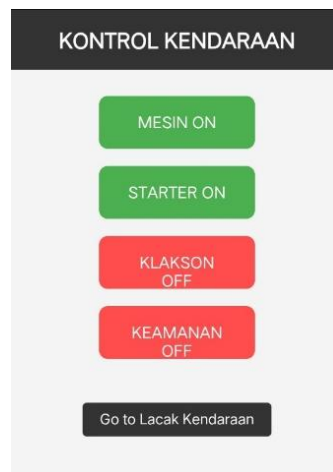 KONTROL KENDARAAN
MESIN ON
STARTER ON
KLAKSON
OFF
KEAMANAN
OFF
Go to Lacak Kendaraan